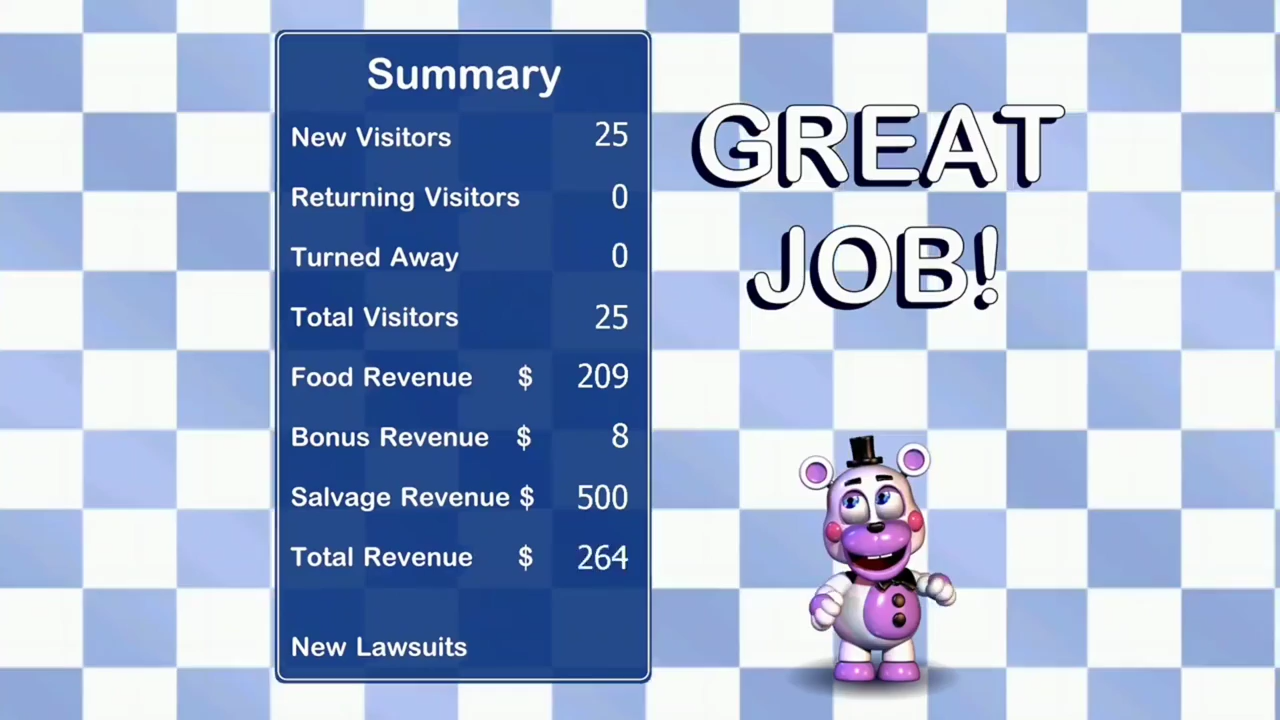 Summary
New Visitors 25
Returning Visitors 0
Turned Away 0
Total Visitors 25
Food Revenue $ 209
Bonus Revenue $ 8
Salvage Revenue $ 500
Total Revenue $ 264
New Lawsuits
GREAT
JOB!